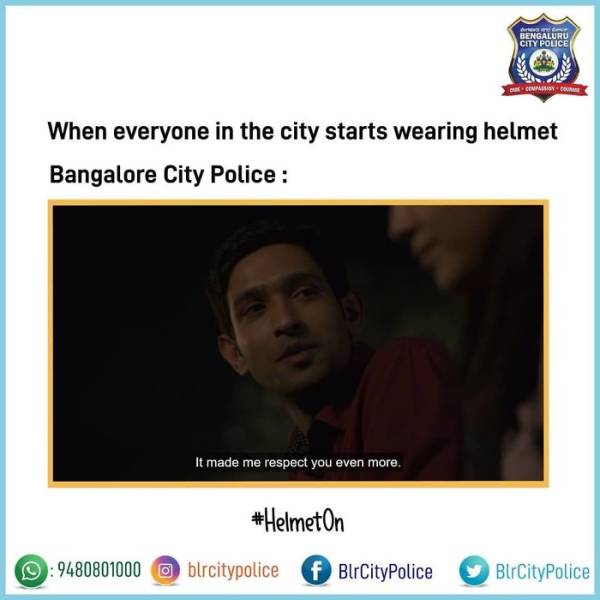 BENGALURU
CITY POLICE
CARE • COMPASSION • COURAGE
When everyone in the city starts wearing helmet
Bangalore City Police :
It made me respect you even more.
#HelmetOn
: 9480801000 blrcitypolice BlrCityPolice BlrCityPolice